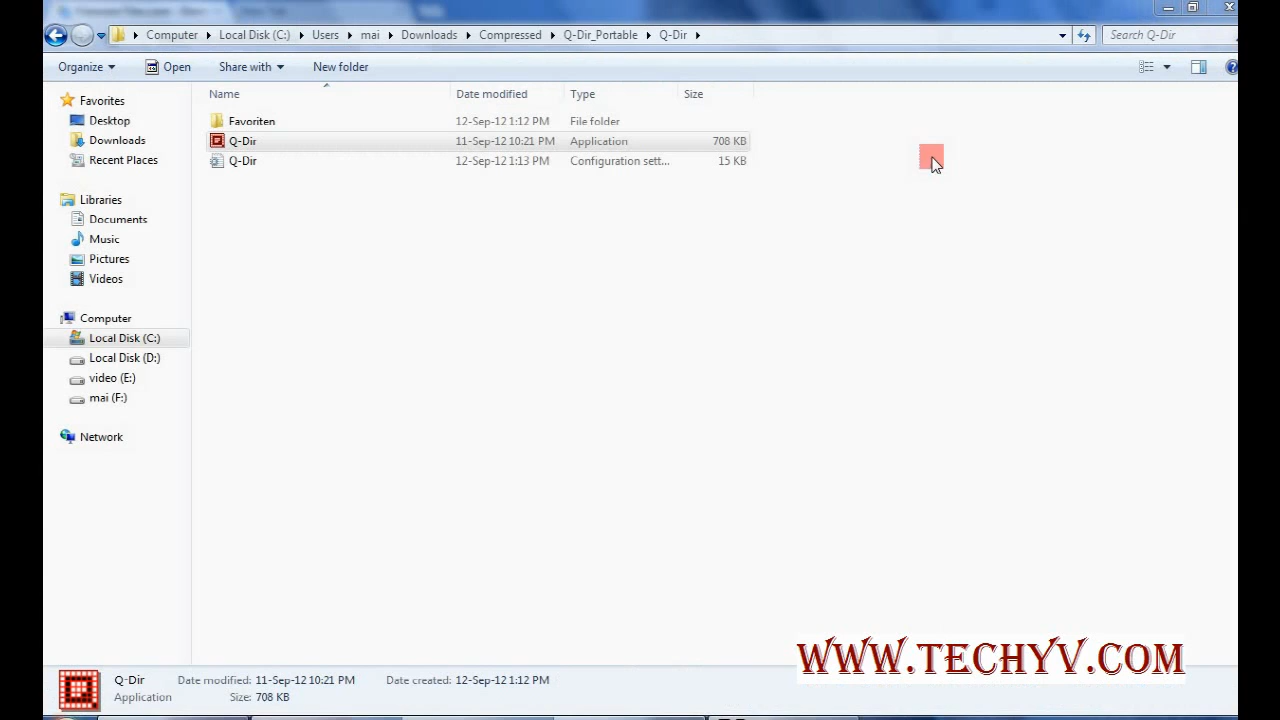 Computer Local Disk (C:) Users mai Downloads Compressed Q-Dir_Portable Q-Dir Search Q-Dir
Organize Open Share with New folder
Name Date modified Type Size
Favorites
Desktop
Downloads
Recent Places
Libraries
Documents
Music
Pictures
Videos
Computer
Local Disk (C:)
Local Disk (D:)
video (E:)
mai (F:)
Network
Favoriten 12-Sep-12 1:12 PM File folder
Q-Dir 11-Sep-12 10:21 PM Application 708 KB
Q-Dir 12-Sep-12 1:13 PM Configuration sett... 15 KB
Q-Dir Date modified: 11-Sep-12 10:21 PM Date created: 12-Sep-12 1:12 PM
Application Size: 708 KB
WWW.TECHYV.COM